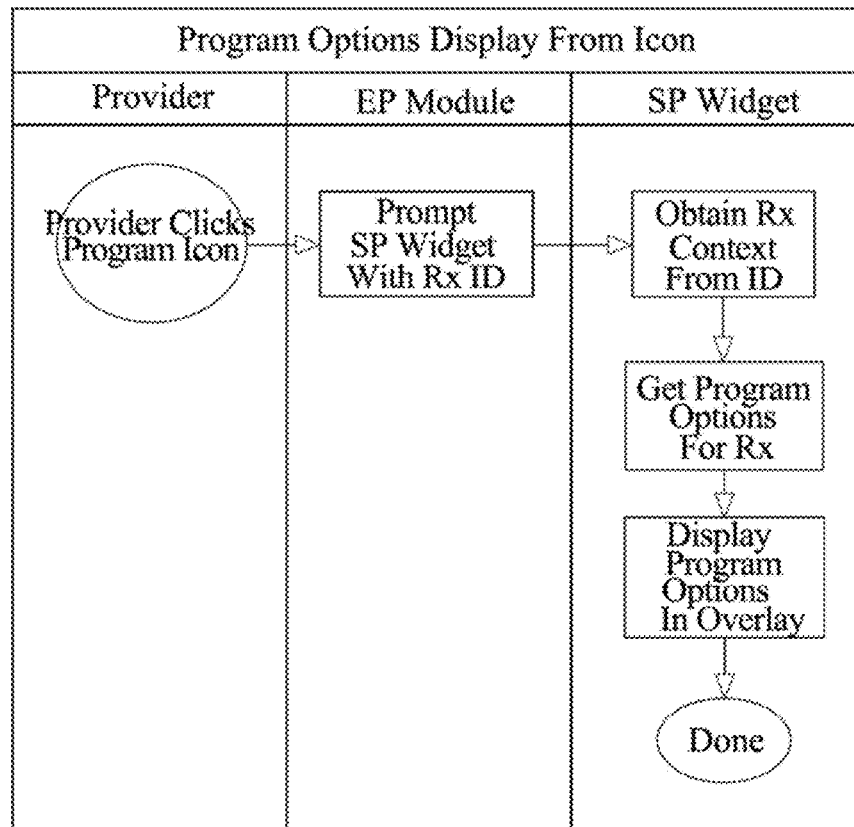 Program Options Display From Icon
Provider
EP Module
SP Widget
Provider Clicks
Program Icon
Prompt
SP Widget
With Rx ID
Obtain Rx
Context
From ID
Get Program
Options
For Rx
Display
Program
Options
In Overlay
Done